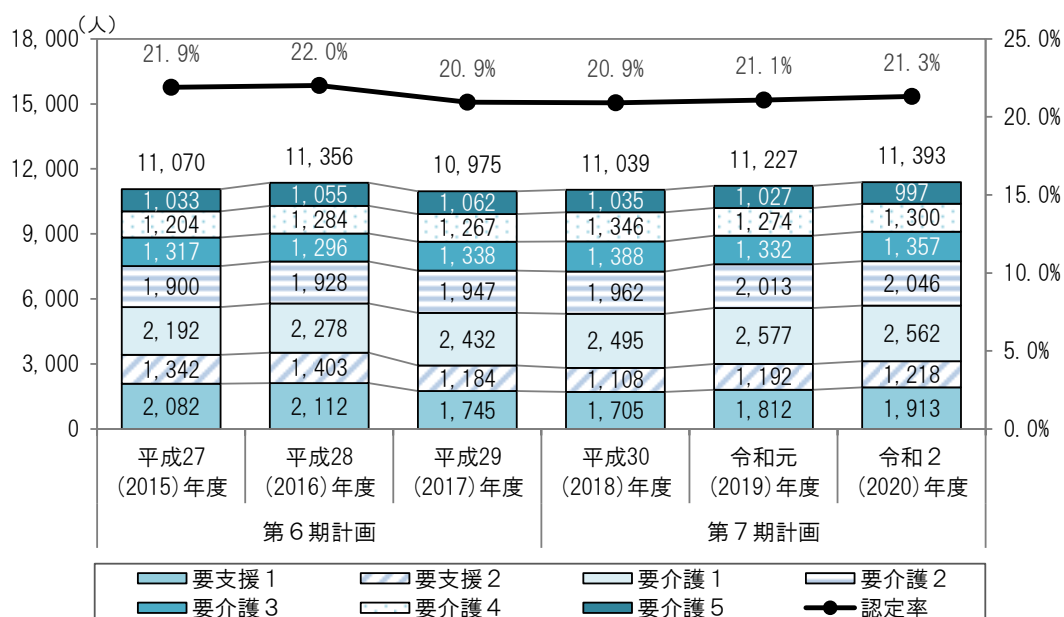 (人)
18,000 25.0%
21.9% 22.0% 20.9% 20.9% 21.1% 21.3%
15,000 20.0%
11,070 11,356 10,975 11,039 11,227 11,393
12,000 15.0%
1,033 1,055 1,062 1,035 1,027 997
1,204 1,284 1,267 1,346 1,274 1,300
9,000 10.0%
1,317 1,296 1,338 1,388 1,332 1,357
1,900 1,928 1,947 1,962 2,013 2,046
6,000
2,192 2,278 2,432 2,495 2,577 2,562
3,000 5.0%
1,342 1,403 1,184 1,108 1,192 1,218
2,082 2,112 1,745 1,705 1,812 1,913
0 0.0%
平成27 平成28 平成29 平成30 令和元 令和2
(2015)年度 (2016)年度 (2017)年度 (2018)年度 (2019)年度 (2020)年度
第6期計画 第7期計画
要支援1 要支援2 要介護1 要介護2
要介護3 要介護4 要介護5 認定率